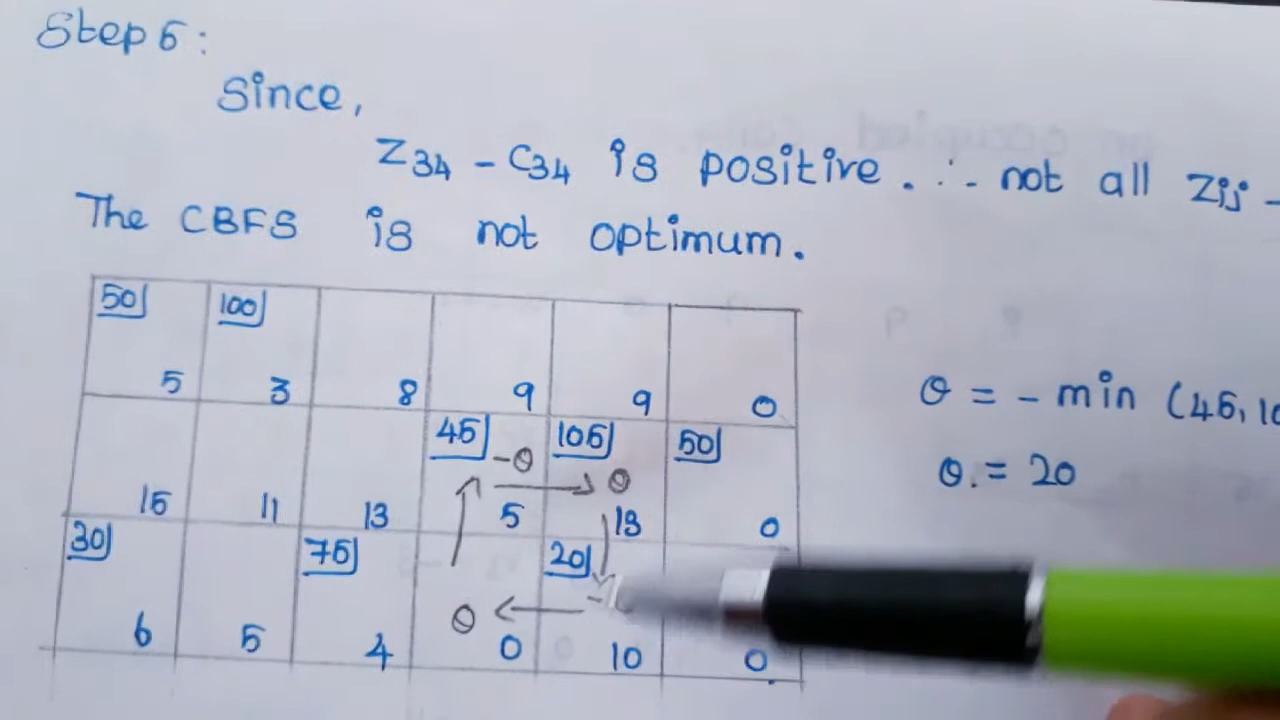 Step 6:
Since,
Z34 - C34 is positive. ∴ not all Zij -
The CBFS is not optimum.
50 100
5 3 8 9 9 0
45 -θ 105 θ 50
15 11 13 5 13 0
30 75 20
θ
6 5 4 0 10 0
θ = - min (45, 10
θ = 20